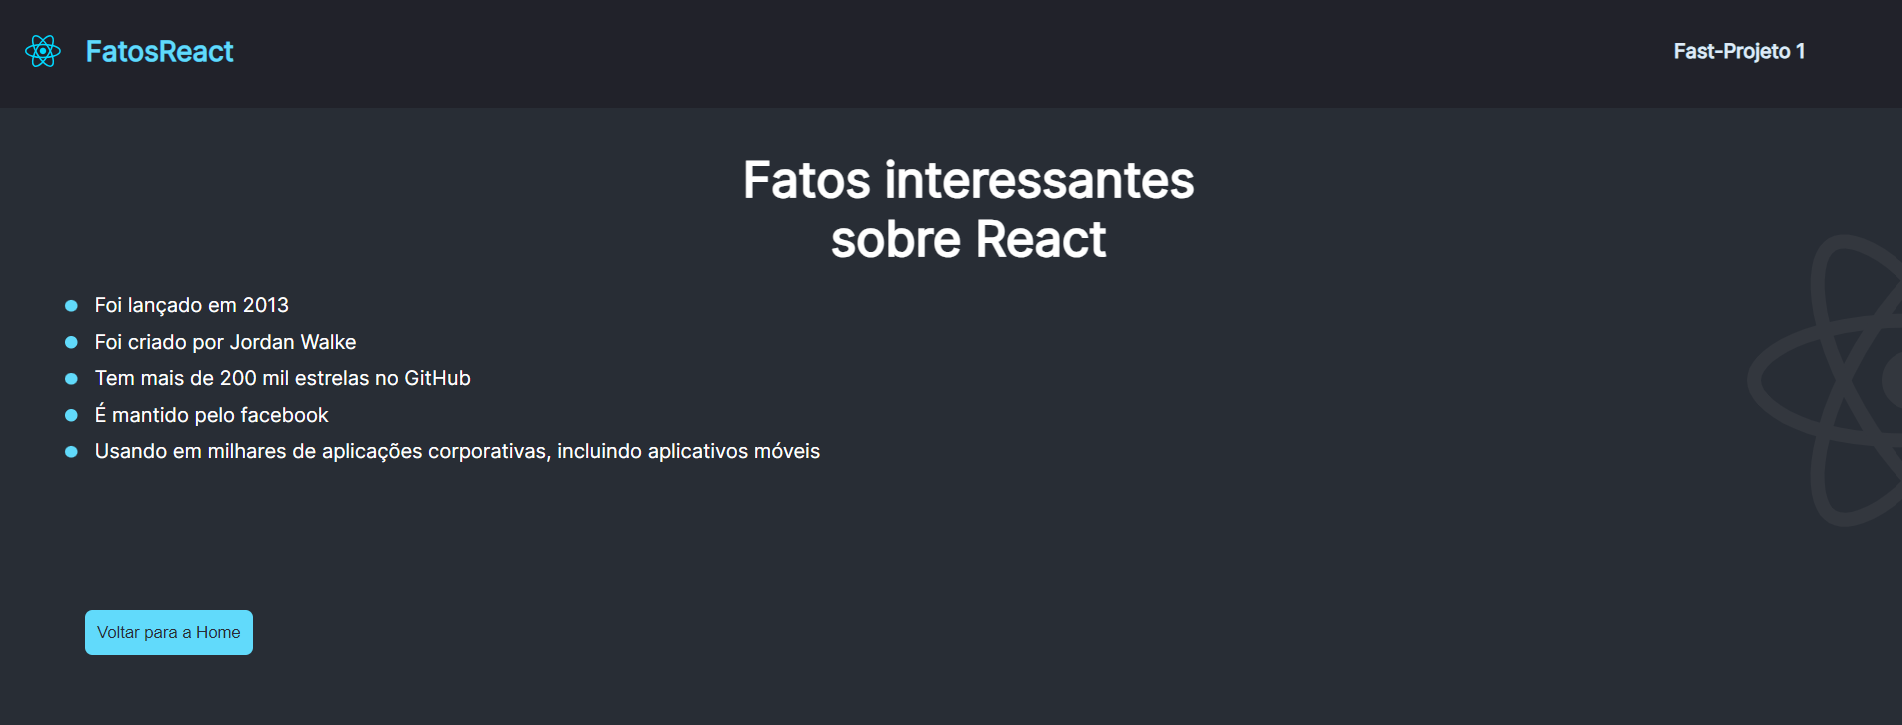 FatosReact
Fast-Projeto 1
Fatos interessantes
sobre React
Foi lançado em 2013
Foi criado por Jordan Walke
Tem mais de 200 mil estrelas no GitHub
É mantido pelo facebook
Usando em milhares de aplicações corporativas, incluindo aplicativos móveis
Voltar para a Home